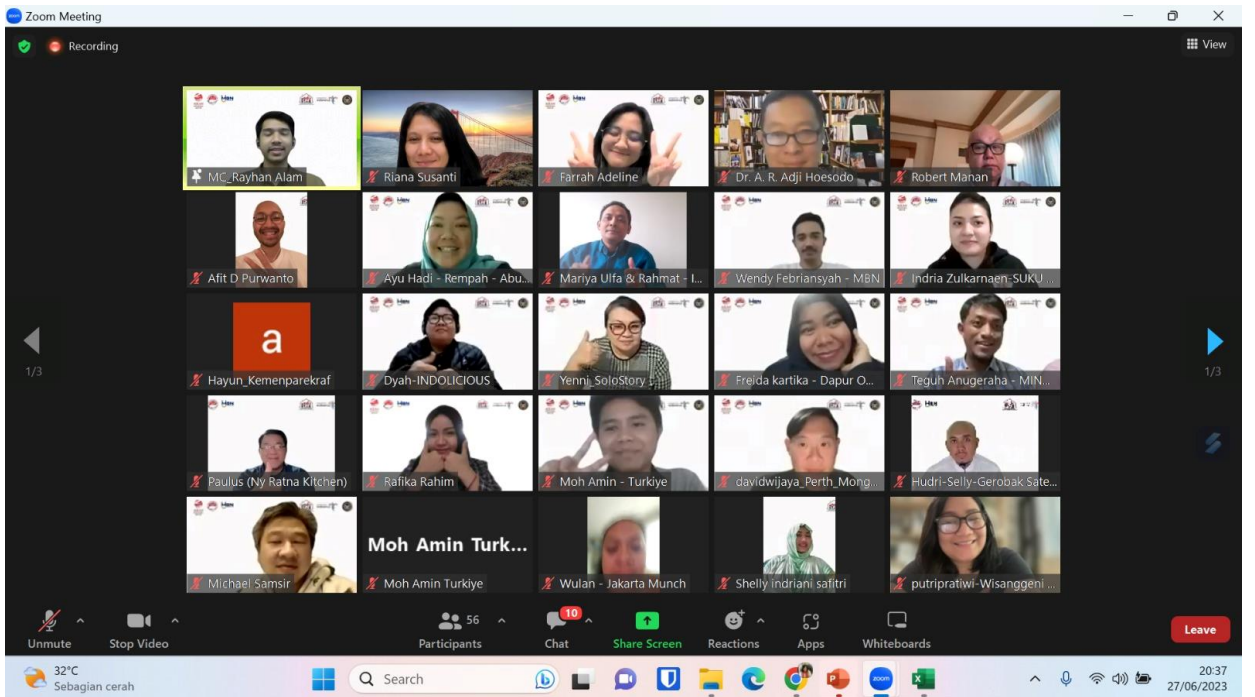 Zoom Meeting
Recording
View
MC_Rayhan Alam
Riana Susanti
Farrah Adeline
Dr. A. R. Adji Hoesodo
Robert Manan
Afit D Purwanto
Ayu Hadi - Rempah - Abu...
Mariya Ulfa & Rahmat - I...
Wendy Febriansyah - MBN
Indria Zulkarnaen-SUKU ...
a
Hayun_Kemenparekraf
Dyah-INDOLICIOUS
Yenni_SoloStory
Freida kartika - Dapur O...
Teguh Anugeraha - MIN...
1/3
1/3
Paulus (Ny Ratna Kitchen)
Rafika Rahim
Moh Amin - Turkiye
davidwijaya_Perth_Mong...
Hudri-Selly-Gerobak Sate...
Moh Amin Turk...
Michael Samsir
Moh Amin Turkiye
Wulan - Jakarta Munch
Shelly indriani safitri
putripratiwi-Wisanggeni ...
56
10
Unmute
Stop Video
Participants
Chat
Share Screen
Reactions
Apps
Whiteboards
Leave
32°C
Sebagian cerah
Search
zoom
20:37
27/06/2023